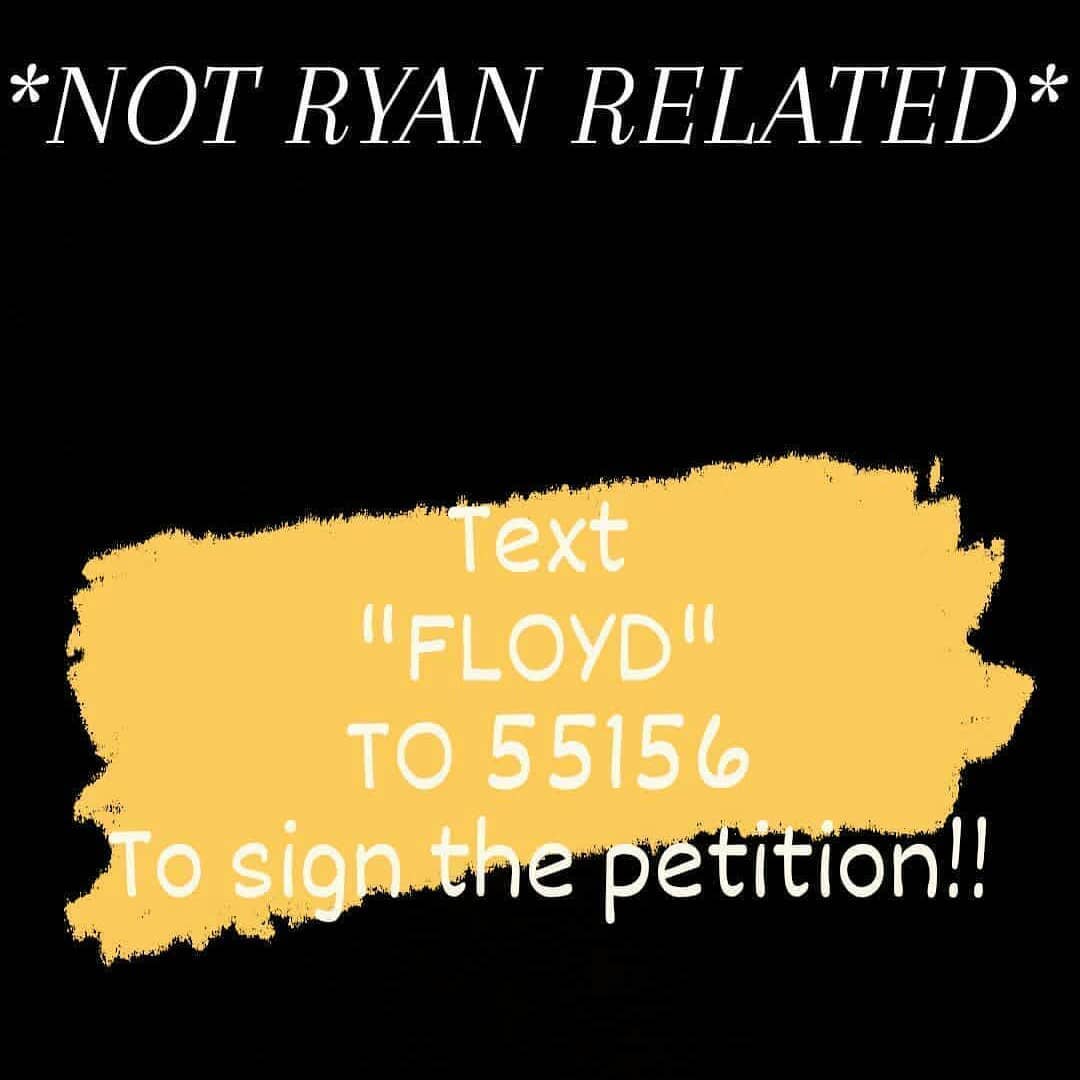 *NOT RYAN RELATED*
Text
"FLOYD"
TO 55156
To sign the petition!!